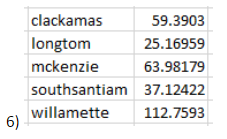 clackamas 59.3903
longtom 25.16959
mckenzie 63.98179
southsantiam 37.12422
6) willamette 112.7593